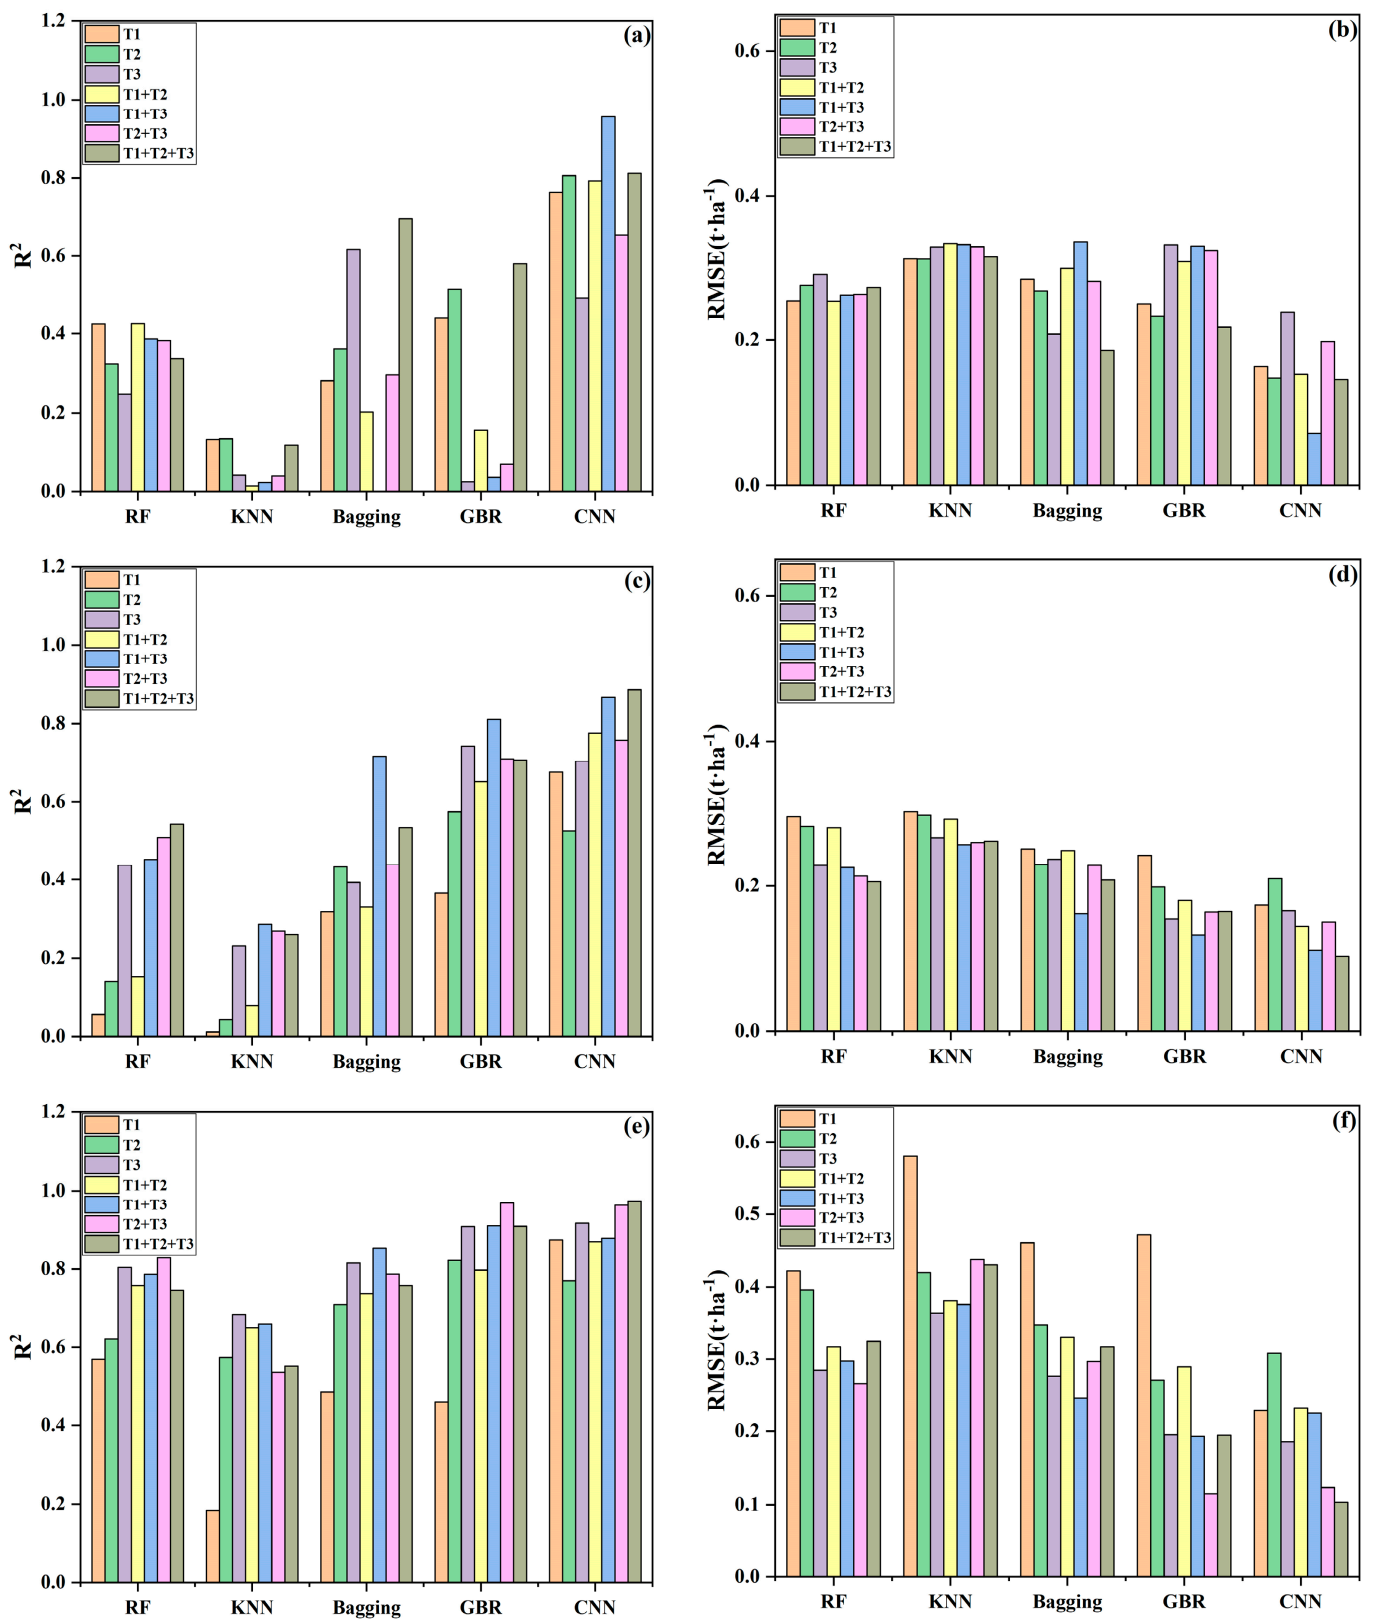 (a)
T1
T2
T3
T1+T2
T1+T3
T2+T3
T1+T2+T3
1.2
1.0
0.8
0.6
0.4
0.2
0.0
R²
RF KNN Bagging GBR CNN
(b)
T1
T2
T3
T1+T2
T1+T3
T2+T3
T1+T2+T3
0.6
0.4
0.2
0.0
RMSE(t·ha⁻¹)
RF KNN Bagging GBR CNN
(c)
T1
T2
T3
T1+T2
T1+T3
T2+T3
T1+T2+T3
1.2
1.0
0.8
0.6
0.4
0.2
0.0
R²
RF KNN Bagging GBR CNN
(d)
T1
T2
T3
T1+T2
T1+T3
T2+T3
T1+T2+T3
0.6
0.4
0.2
0.0
RMSE(t·ha⁻¹)
RF KNN Bagging GBR CNN
(e)
T1
T2
T3
T1+T2
T1+T3
T2+T3
T1+T2+T3
1.2
1.0
0.8
0.6
0.4
0.2
0.0
R²
RF KNN Bagging GBR CNN
(f)
T1
T2
T3
T1+T2
T1+T3
T2+T3
T1+T2+T3
0.6
0.5
0.4
0.3
0.2
0.1
0.0
RMSE(t·ha⁻¹)
RF KNN Bagging GBR CNN